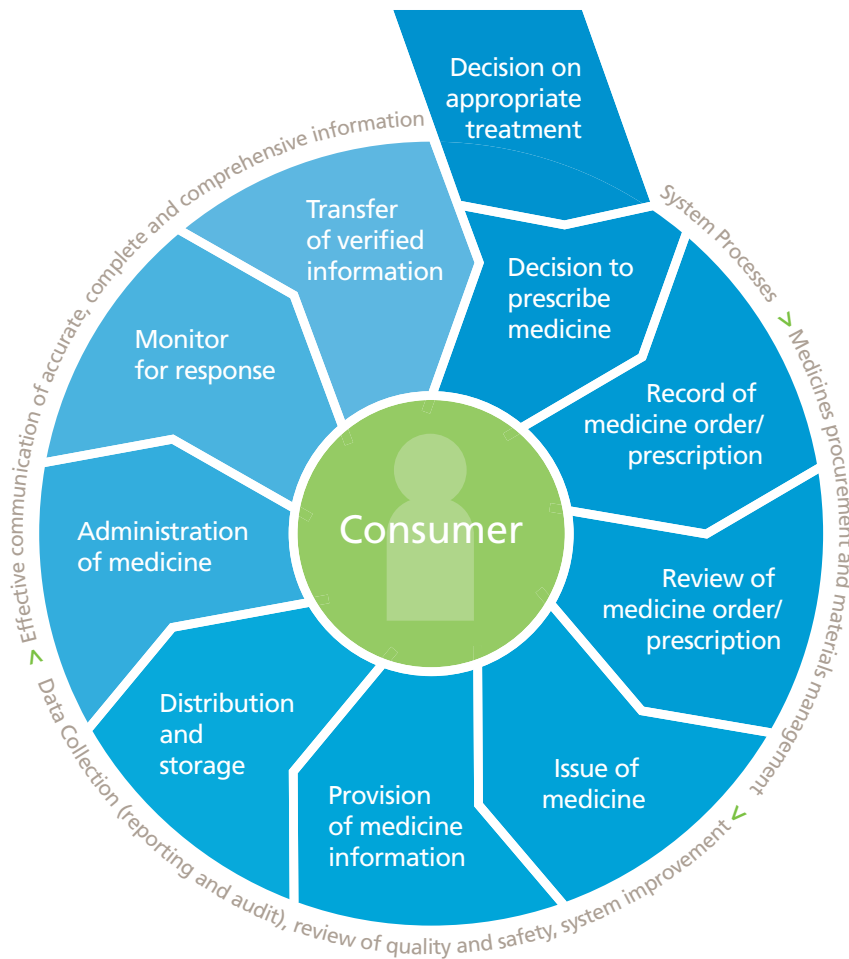 Decision on
appropriate
treatment
Decision to
prescribe
medicine
Record of
medicine order/
prescription
Review of
medicine order/
prescription
Issue of
medicine
Provision
of medicine
information
Distribution
and
storage
Administration
of medicine
Monitor
for response
Transfer
of verified
information
Consumer
System Processes > Medicines procurement and materials management > Data Collection (reporting and audit), review of quality and safety, system improvement > Effective communication of accurate, complete and comprehensive information